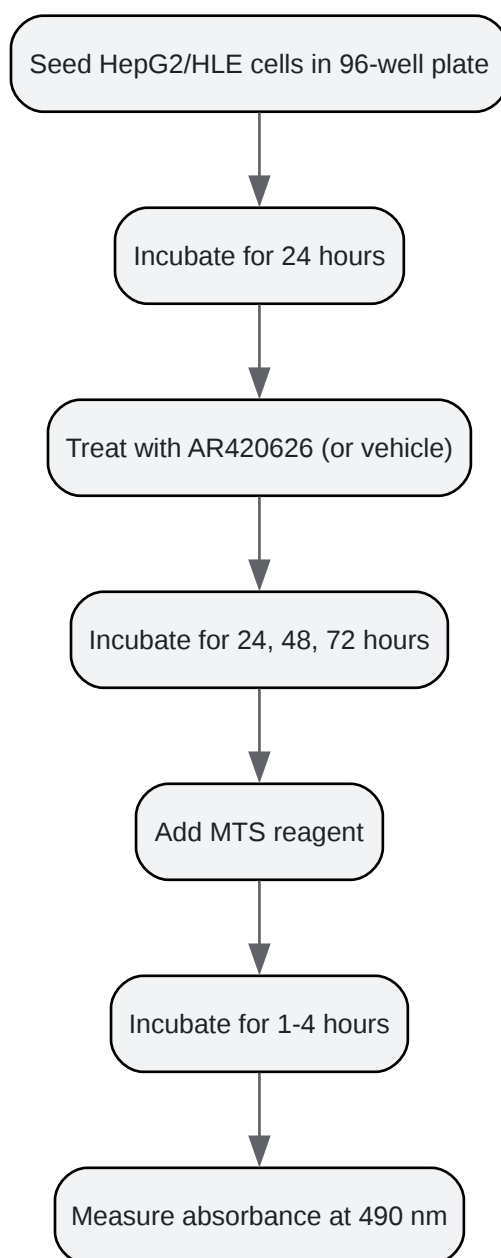 Seed HepG2/HLE cells in 96-well plate
Incubate for 24 hours
Treat with AR420626 (or vehicle)
Incubate for 24, 48, 72 hours
Add MTS reagent
Incubate for 1-4 hours
Measure absorbance at 490 nm